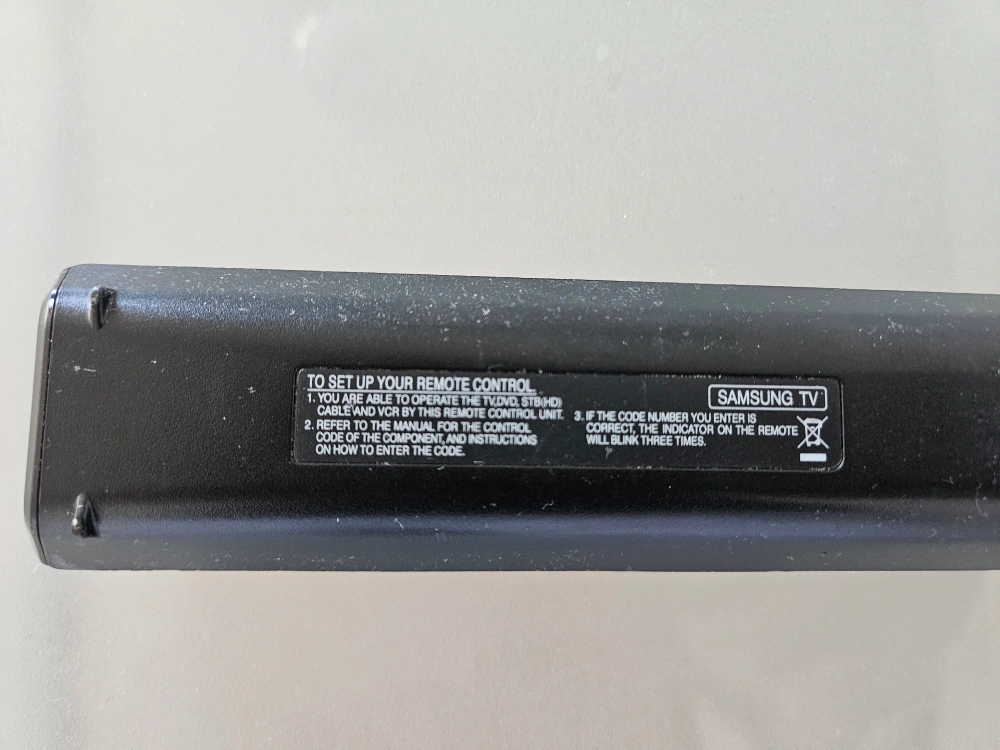 TO SET UP YOUR REMOTE CONTROL
1. YOU ARE ABLE TO OPERATE THE TV,DVD, STB(HD)
CABLE AND VCR BY THIS REMOTE CONTROL UNIT.
2. REFER TO THE MANUAL FOR THE CONTROL
CODE OF THE COMPONENT, AND INSTRUCTIONS
ON HOW TO ENTER THE CODE.
SAMSUNG TV
3. IF THE CODE NUMBER YOU ENTER IS
CORRECT, THE INDICATOR ON THE REMOTE
WILL BLINK THREE TIMES.